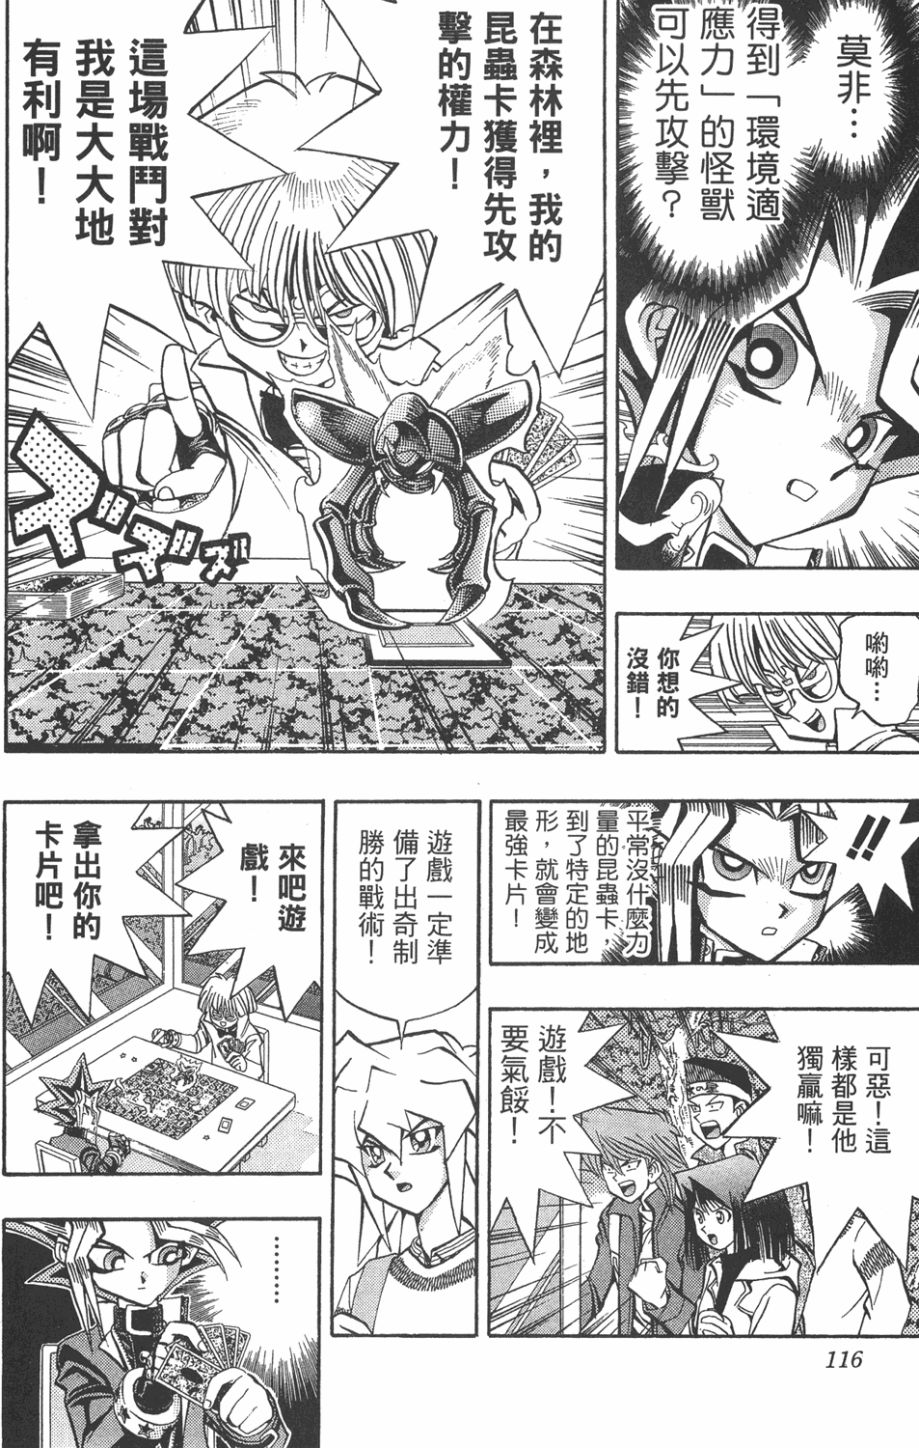 莫非…
得到「環境適
應力」的怪獸
可以先攻擊？
在森林裡，我的
昆蟲卡獲得先攻
擊的權力！
這場戰鬥對
我是大大地
有利啊！
ズズズ
喲喲…
你想的
沒錯！
!!
平常沒什麼力
量的昆蟲卡，
到了特定的地
形，就會變成
最強卡片！
可惡！這
樣都是他
獨贏嘛！
遊戲！不
要氣餒！
遊戲一定準
備了出奇制
勝的戰術！
來吧遊
戲！
拿出你的
卡片吧！
………
116